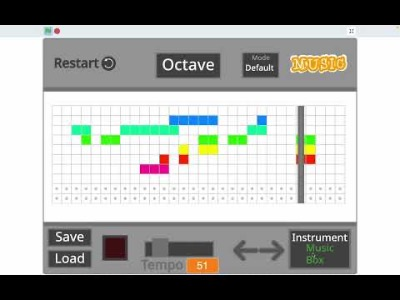 Restart
Octave
Mode
Default
MUSIC
Save
Load
Tempo
51
Instrument
Music
Box